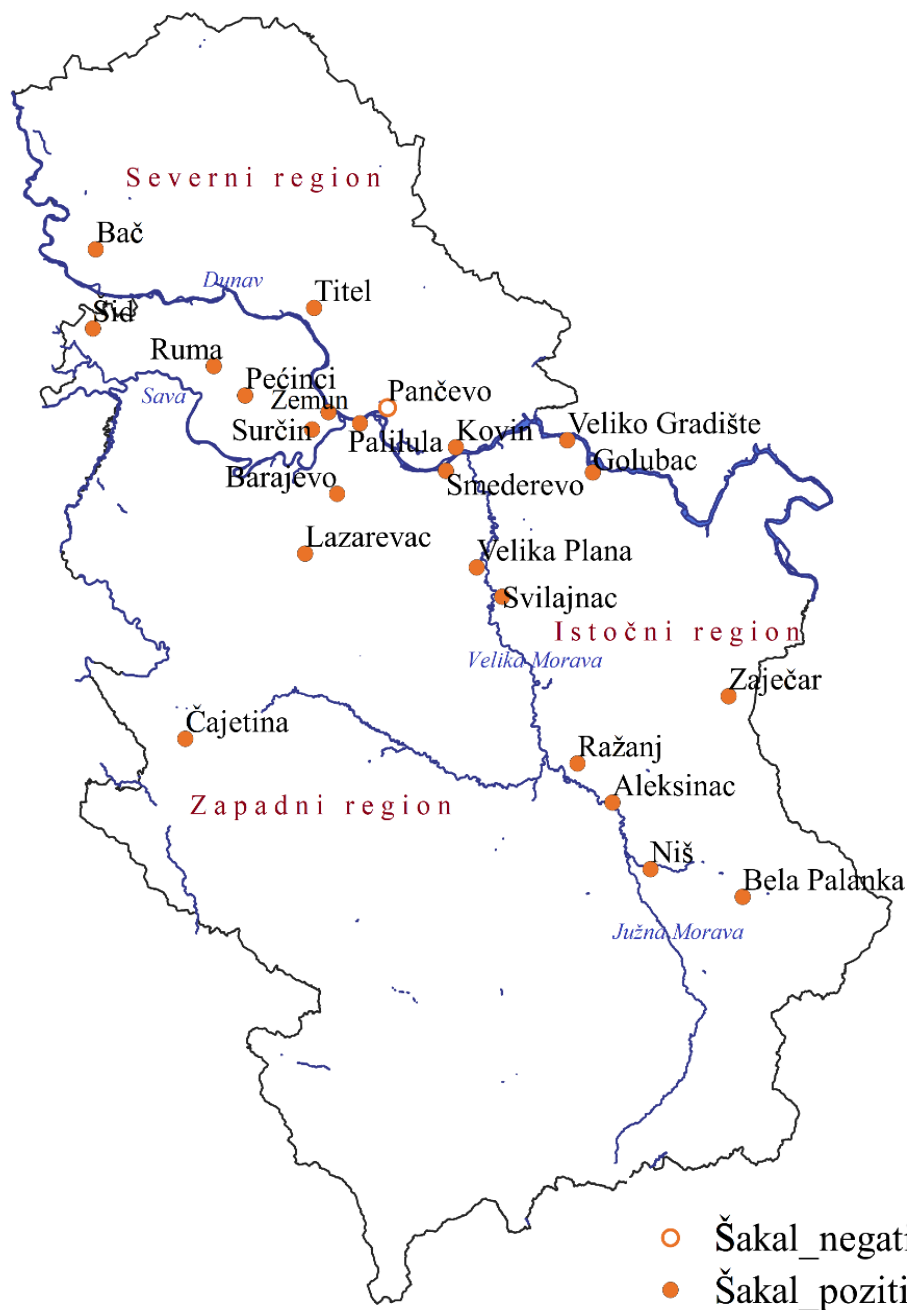 Severni region
Bač
Dunav
Titel
Šid
Ruma
Pećinci
Sava
Zemun
Pančevo
Surčin
Palilula
Kovin
Veliko Gradište
Golubac
Barajevo
Smederevo
Lazarevac
Velika Plana
Svilajnac
Istočni region
Velika Morava
Zaječar
Čajetina
Ražanj
Zapadni region
Aleksinac
Niš
Bela Palanka
Južna Morava
Šakal_negati
Šakal_poziti